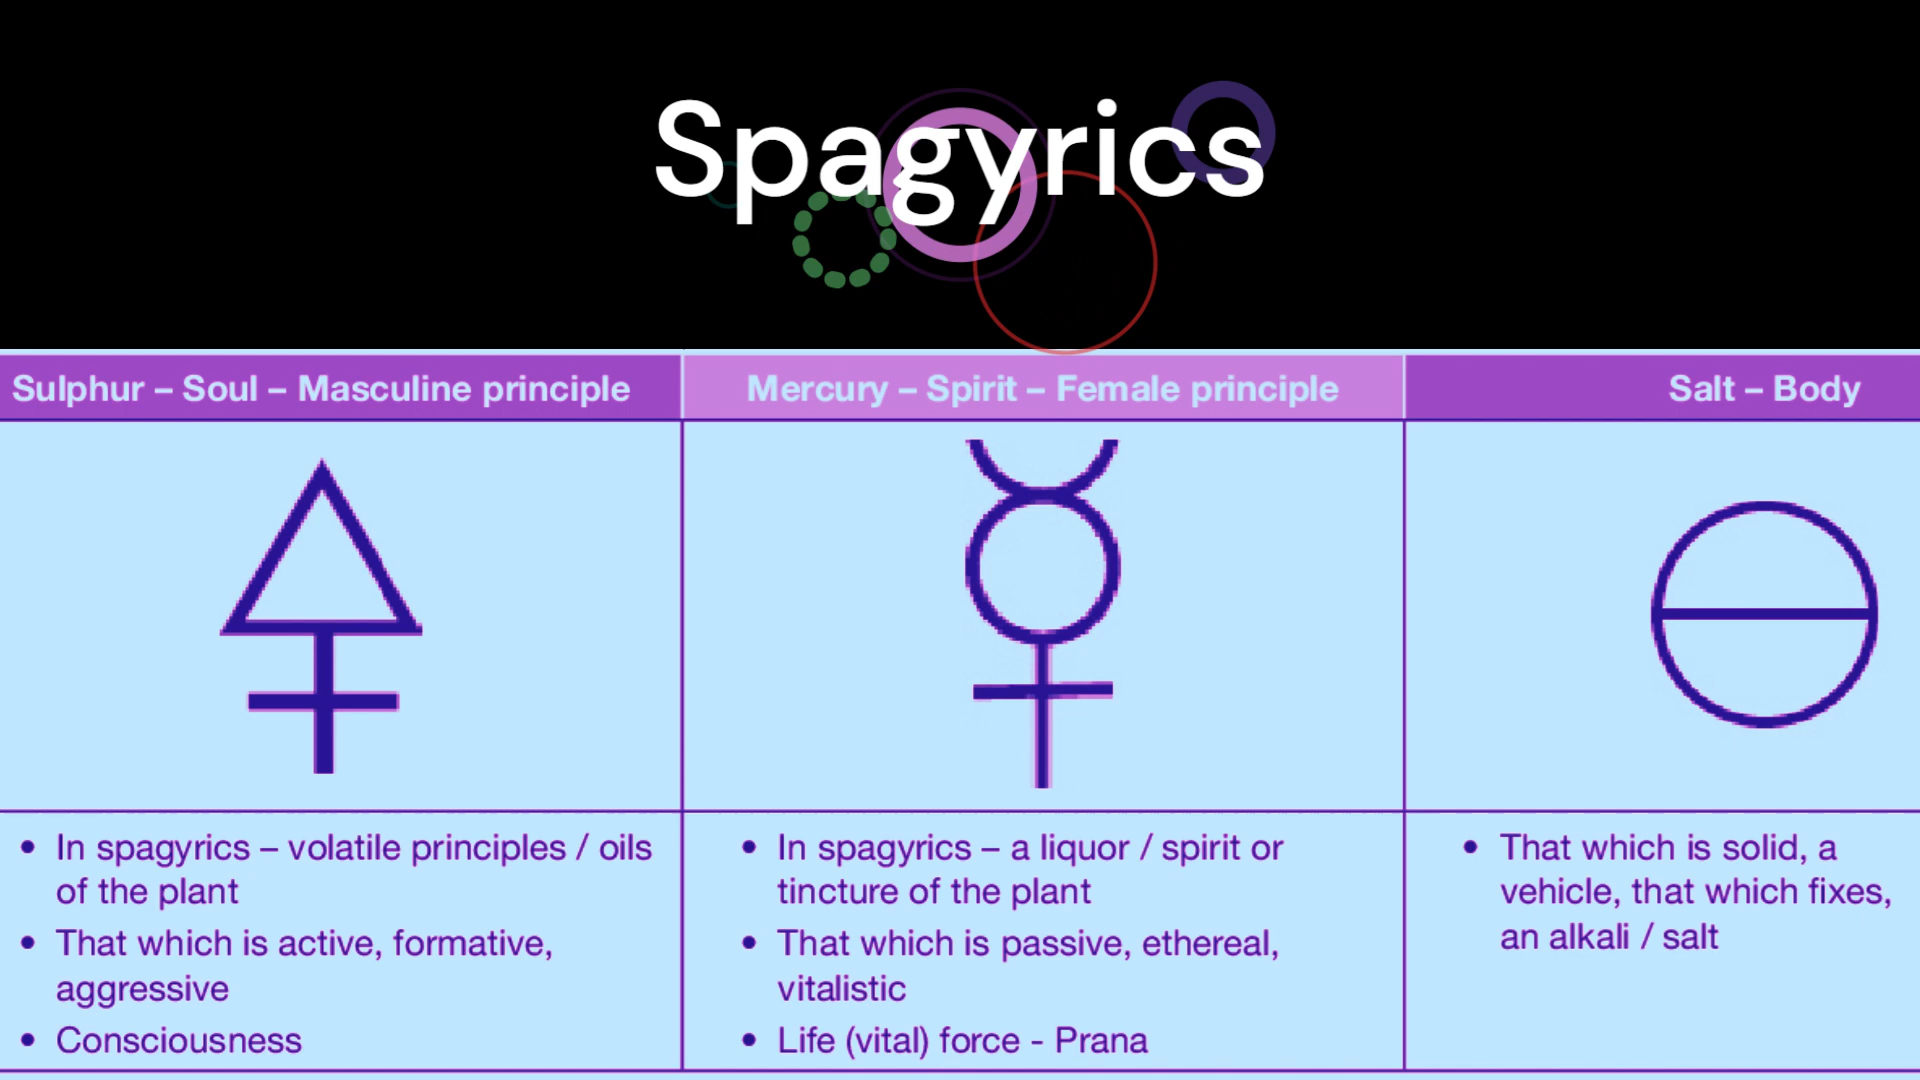 Spagyrics
Sulphur – Soul – Masculine principle
Mercury – Spirit – Female principle
Salt – Body
• In spagyrics – volatile principles / oils
of the plant
• That which is active, formative,
aggressive
• Consciousness
• In spagyrics – a liquor / spirit or
tincture of the plant
• That which is passive, ethereal,
vitalistic
• Life (vital) force - Prana
• That which is solid, a
vehicle, that which fixes,
an alkali / salt